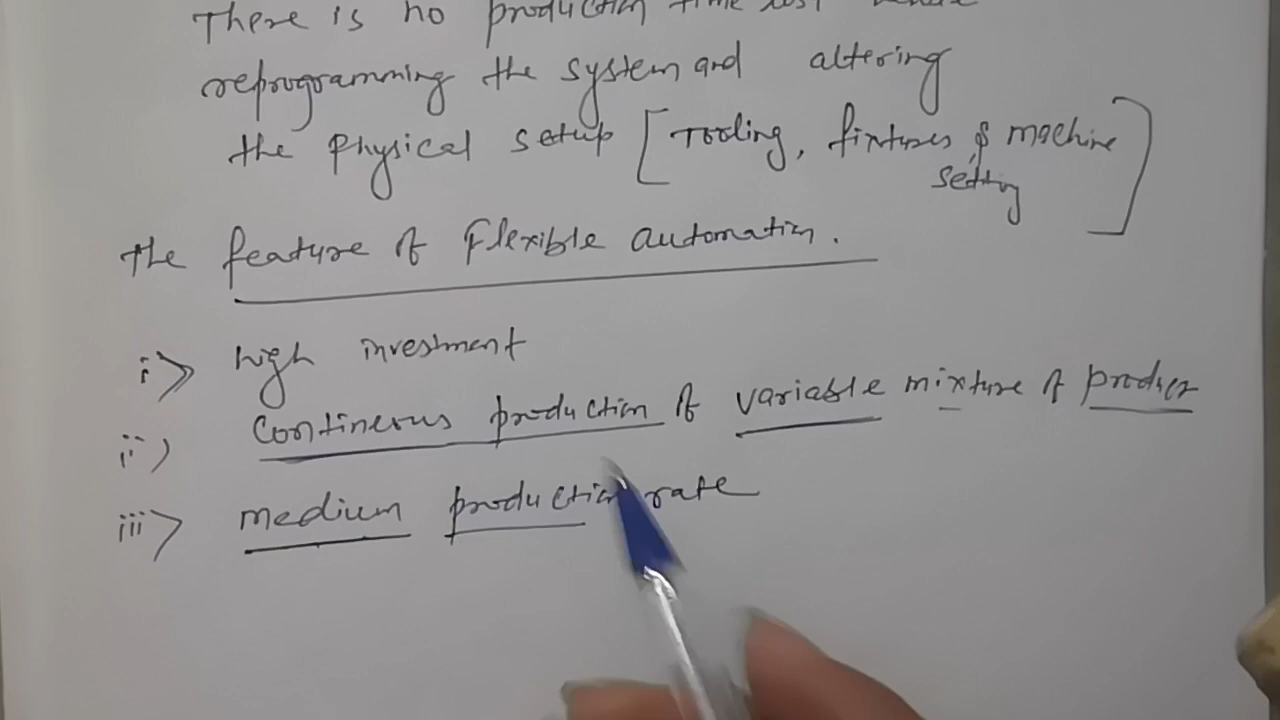 There is no production time lost while
reprogramming the system and altering
the Physical setup [Tooling, fixtures & machine
setting]
The feature of Flexible automation.
i> high investment
ii) continerous production of variable mixture of product
iii> medium production rate